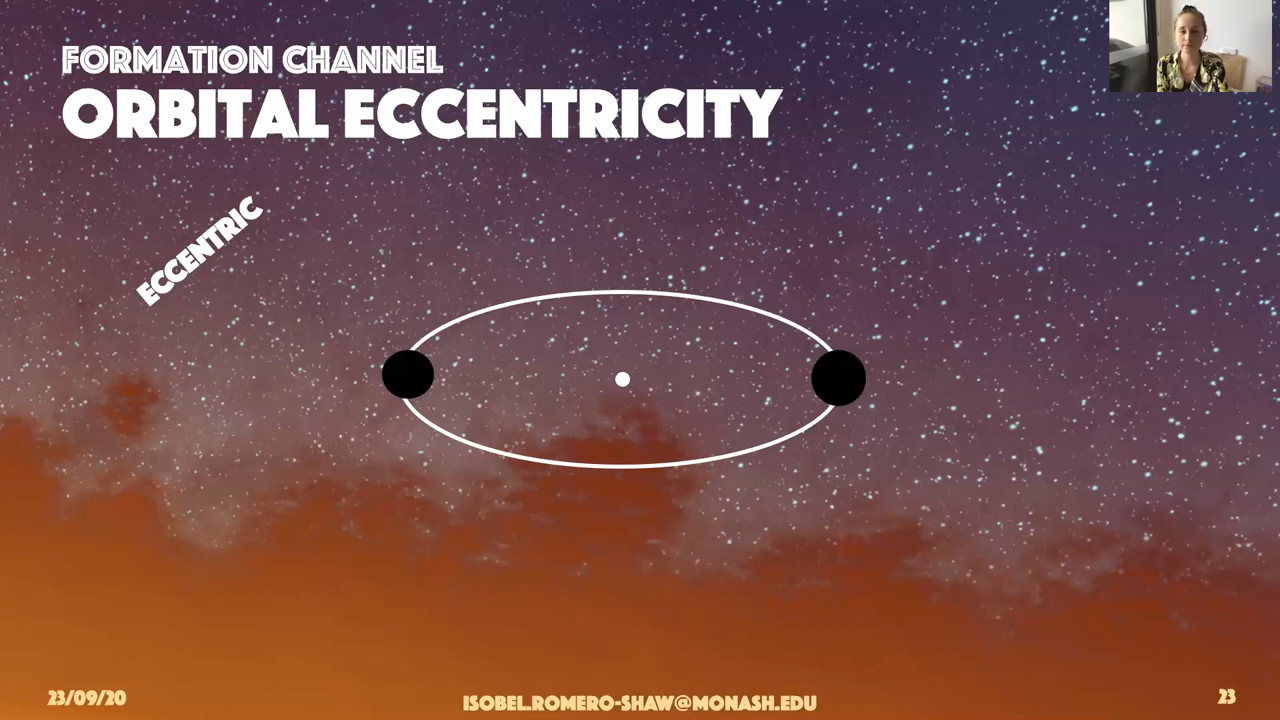 FORMATION CHANNEL
ORBITAL ECCENTRICITY
ECCENTRIC
23/09/20
ISOBEL.ROMERO-SHAW@MONASH.EDU
23